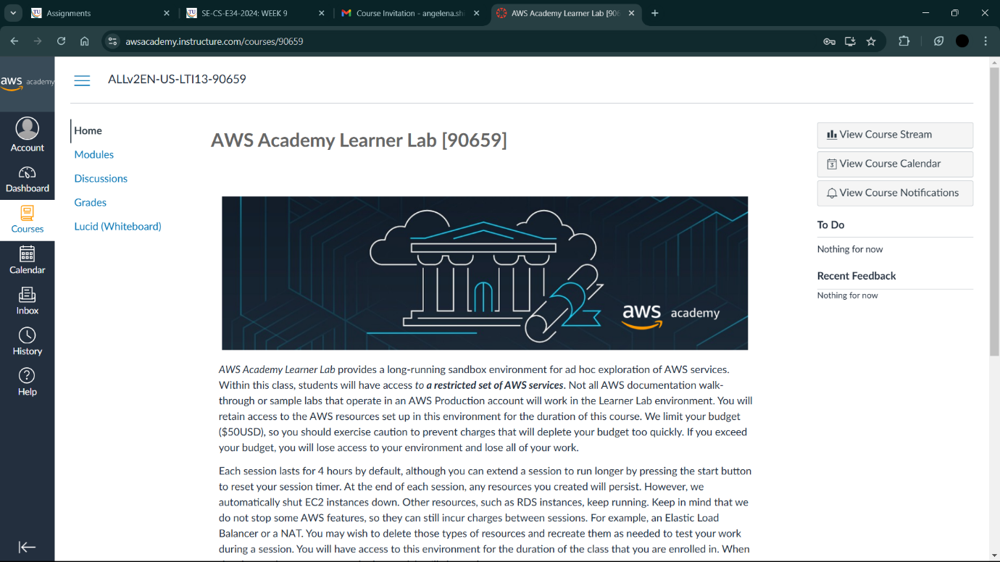 Assignments
SE-CS-E34-2024: WEEK 9
Course Invitation - angelena.sh
AWS Academy Learner Lab [906
awsacademy.instructure.com/courses/90659
aws academy
ALLv2EN-US-LTI13-90659
Account
Dashboard
Courses
Calendar
Inbox
History
Help
Home
Modules
Discussions
Grades
Lucid (Whiteboard)
AWS Academy Learner Lab [90659]
aws academy
AWS Academy Learner Lab provides a long-running sandbox environment for ad hoc exploration of AWS services.
Within this class, students will have access to a restricted set of AWS services. Not all AWS documentation walk-
through or sample labs that operate in an AWS Production account will work in the Learner Lab environment. You will
retain access to the AWS resources set up in this environment for the duration of this course. We limit your budget
($50USD), so you should exercise caution to prevent charges that will deplete your budget too quickly. If you exceed
your budget, you will lose access to your environment and lose all of your work.
Each session lasts for 4 hours by default, although you can extend a session to run longer by pressing the start button
to reset your session timer. At the end of each session, any resources you created will persist. However, we
automatically shut EC2 instances down. Other resources, such as RDS instances, keep running. Keep in mind that we
do not stop some AWS features, so they can still incur charges between sessions. For example, an Elastic Load
Balancer or a NAT. You may wish to delete those types of resources and recreate them as needed to test your work
during a session. You will have access to this environment for the duration of the class that you are enrolled in. When
View Course Stream
View Course Calendar
View Course Notifications
To Do
Nothing for now
Recent Feedback
Nothing for now